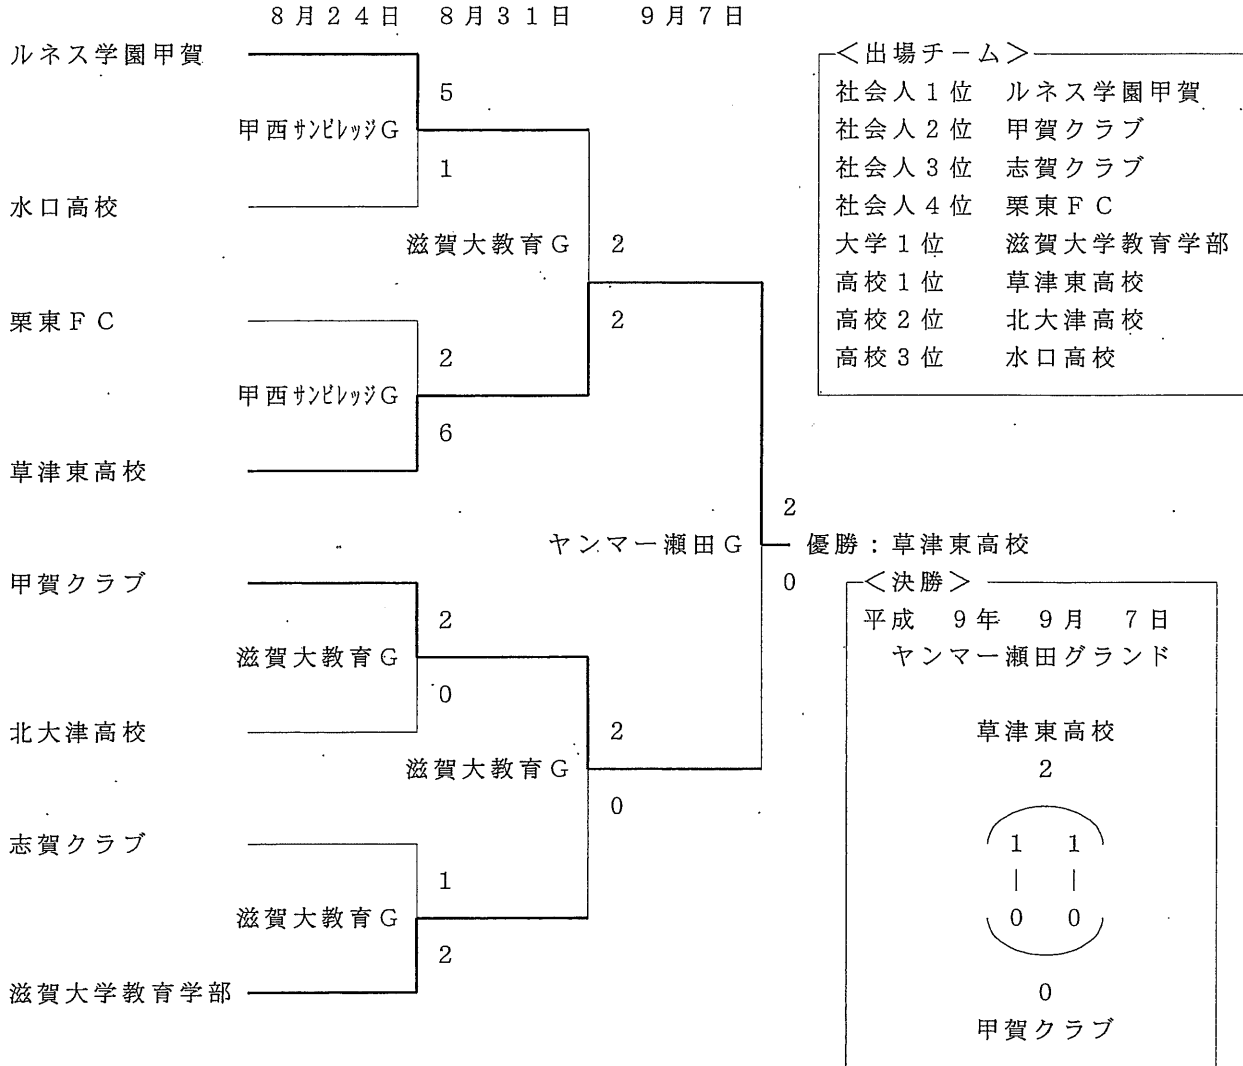 ８月２４日　８月３１日　９月７日
ルネス学園甲賀
5
甲西サンビレッジＧ
1
水口高校
滋賀大教育Ｇ
2
2
栗東ＦＣ
2
甲西サンビレッジＧ
6
草津東高校
2
ヤンマー瀬田Ｇ
優勝：草津東高校
0
甲賀クラブ
2
滋賀大教育Ｇ
0
北大津高校
2
滋賀大教育Ｇ
0
志賀クラブ
1
滋賀大教育Ｇ
2
滋賀大学教育学部
＜出場チーム＞
社会人１位　ルネス学園甲賀
社会人２位　甲賀クラブ
社会人３位　志賀クラブ
社会人４位　栗東ＦＣ
大学１位　滋賀大学教育学部
高校１位　草津東高校
高校２位　北大津高校
高校３位　水口高校
＜決勝＞
平成　９年　９月　７日
ヤンマー瀬田グランド
草津東高校
2
1　1
｜　｜
0　0
0
甲賀クラブ